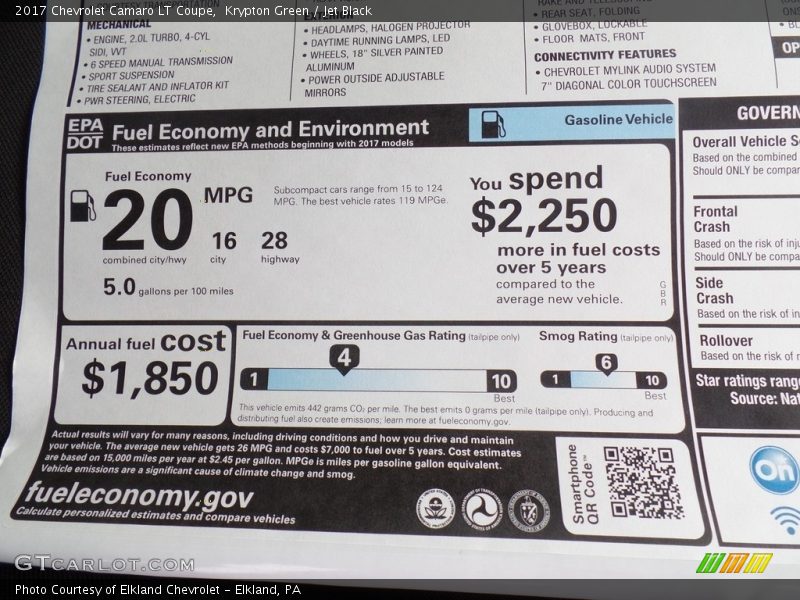 2017 Chevrolet Camaro LT Coupe, Krypton Green / Jet Black
MECHANICAL
• ENGINE, 2.0L TURBO, 4-CYL
SIDI, VVT
• 6 SPEED MANUAL TRANSMISSION
• SPORT SUSPENSION
• TIRE SEALANT AND INFLATOR KIT
• PWR STEERING, ELECTRIC
EXTERIOR
• HEADLAMPS, HALOGEN PROJECTOR
• DAYTIME RUNNING LAMPS, LED
• WHEELS, 18" SILVER PAINTED
ALUMINUM
• POWER OUTSIDE ADJUSTABLE
MIRRORS
• REAR SEAT, FOLDING
• GLOVEBOX, LOCKABLE
• FLOOR MATS, FRONT
CONNECTIVITY FEATURES
• CHEVROLET MYLINK AUDIO SYSTEM
7" DIAGONAL COLOR TOUCHSCREEN
OP
EPA
DOT
Fuel Economy and Environment
These estimates reflect new EPA methods beginning with 2017 models
Gasoline Vehicle
Fuel Economy
20 MPG
combined city/hwy
16
city
28
highway
5.0 gallons per 100 miles
Subcompact cars range from 15 to 124
MPG. The best vehicle rates 119 MPGe.
You spend
$2,250
more in fuel costs
over 5 years
compared to the
average new vehicle.
G
B
R
Annual fuel cost
$1,850
Fuel Economy & Greenhouse Gas Rating (tailpipe only)
4
1
10
Best
Smog Rating (tailpipe only)
6
1
10
Best
This vehicle emits 442 grams CO₂ per mile. The best emits 0 grams per mile (tailpipe only). Producing and
distributing fuel also create emissions; learn more at fueleconomy.gov.
Actual results will vary for many reasons, including driving conditions and how you drive and maintain
your vehicle. The average new vehicle gets 26 MPG and costs $7,000 to fuel over 5 years. Cost estimates
are based on 15,000 miles per year at $2.45 per gallon. MPGe is miles per gasoline gallon equivalent.
Vehicle emissions are a significant cause of climate change and smog.
fueleconomy.gov
Calculate personalized estimates and compare vehicles
Smartphone
QR Code™
GOVERN
Overall Vehicle S
Based on the combined
Should ONLY be compar
Frontal
Crash
Based on the risk of inju
Should ONLY be compa
Side
Crash
Based on the risk of in
Rollover
Based on the risk of r
Star ratings rang
Source: Nat
On
GTCARLOT.COM
Photo Courtesy of Elkland Chevrolet - Elkland, PA